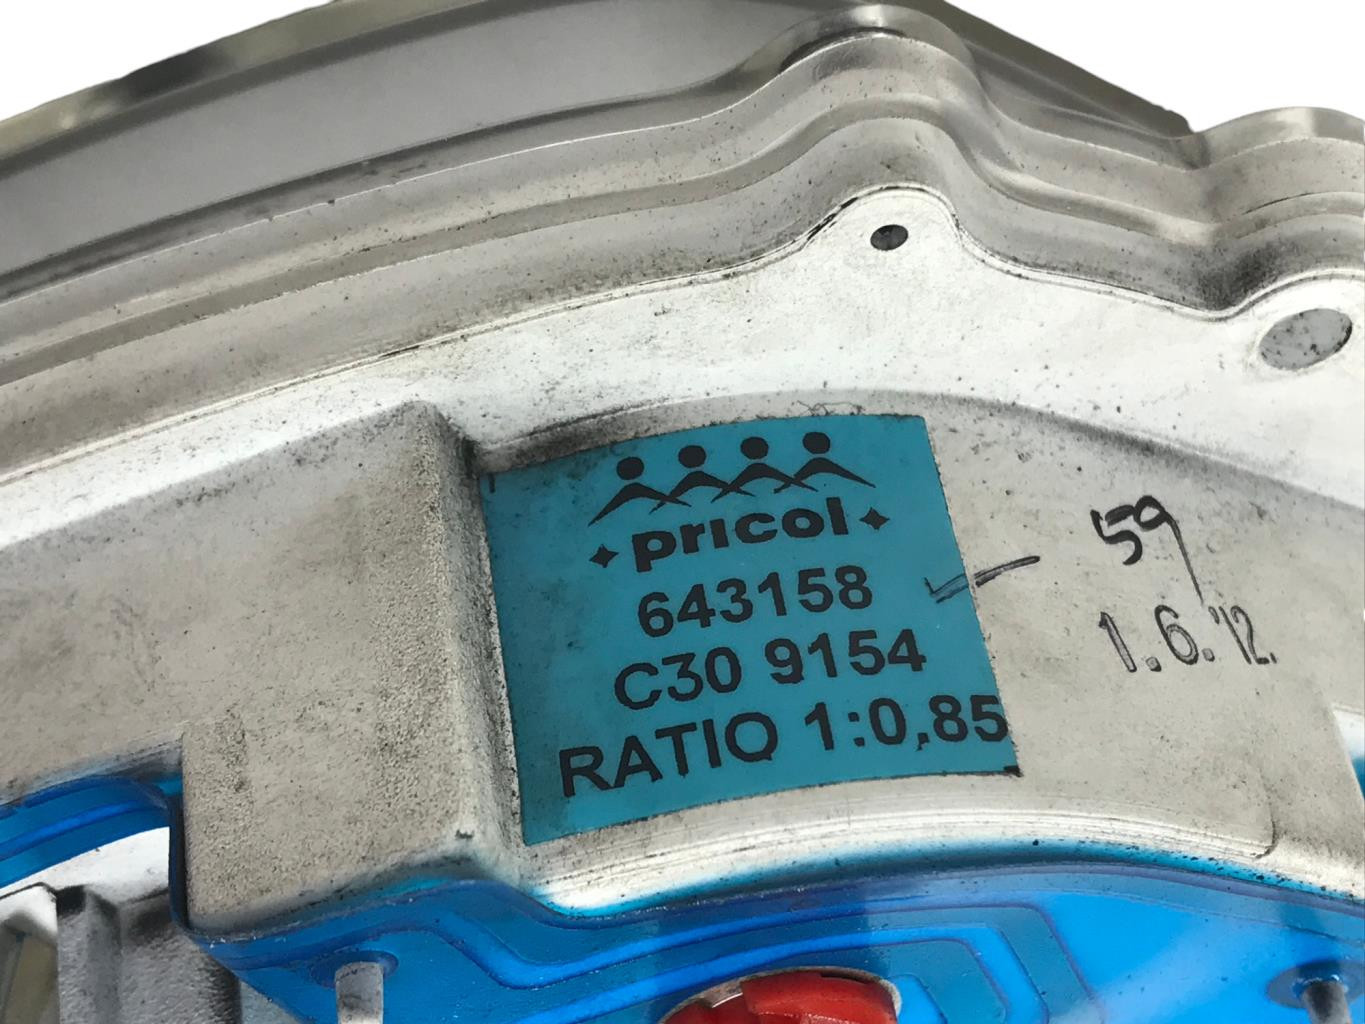 pricol
643158
C30 9154
RATIO 1:0,85
59
1.6.'12.